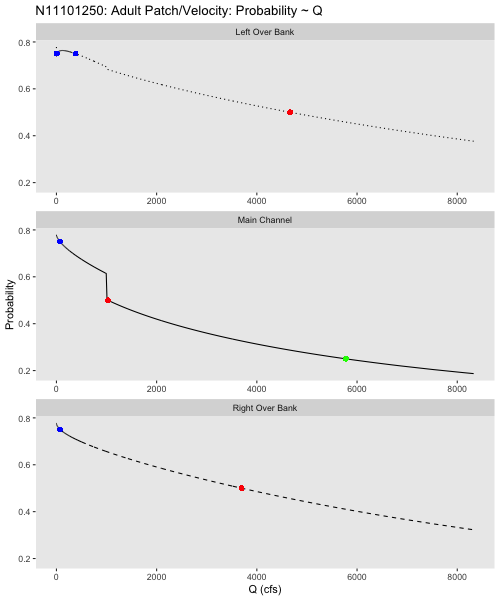 N11101250: Adult Patch/Velocity: Probability ~ Q
Left Over Bank
0.8
0.6
0.4
0.2
0 2000 4000 6000 8000
Main Channel
0.8
0.6
0.4
0.2
0 2000 4000 6000 8000
Probability
Right Over Bank
0.8
0.6
0.4
0.2
0 2000 4000 6000 8000
Q (cfs)